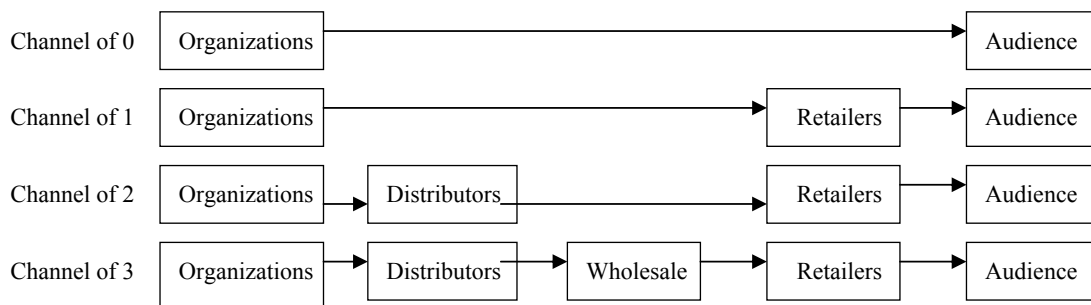 Channel of 0 Organizations Audience
Channel of 1 Organizations Retailers Audience
Channel of 2 Organizations Distributors Retailers Audience
Channel of 3 Organizations Distributors Wholesale Retailers Audience